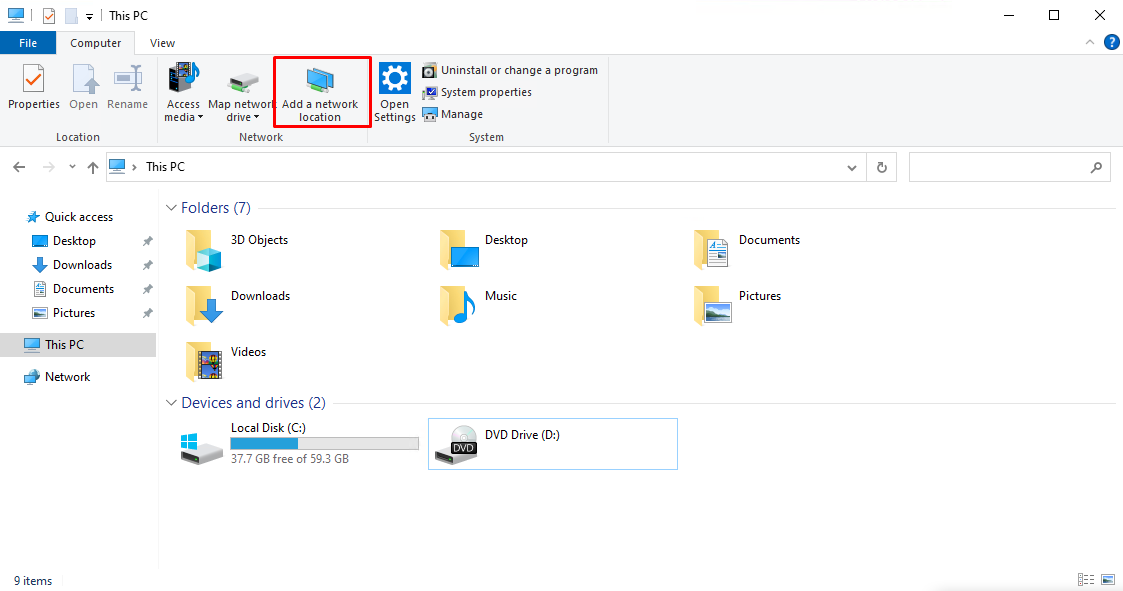 This PC
File Computer View
Properties Open Rename Access media Map network drive Add a network location Open Settings Uninstall or change a program
System properties
Manage
Location Network System
This PC
Quick access
Desktop
Downloads
Documents
Pictures
This PC
Network
Folders (7)
3D Objects Desktop Documents
Downloads Music Pictures
Videos
Devices and drives (2)
Local Disk (C:) DVD Drive (D:)
DVD
37.7 GB free of 59.3 GB
9 items